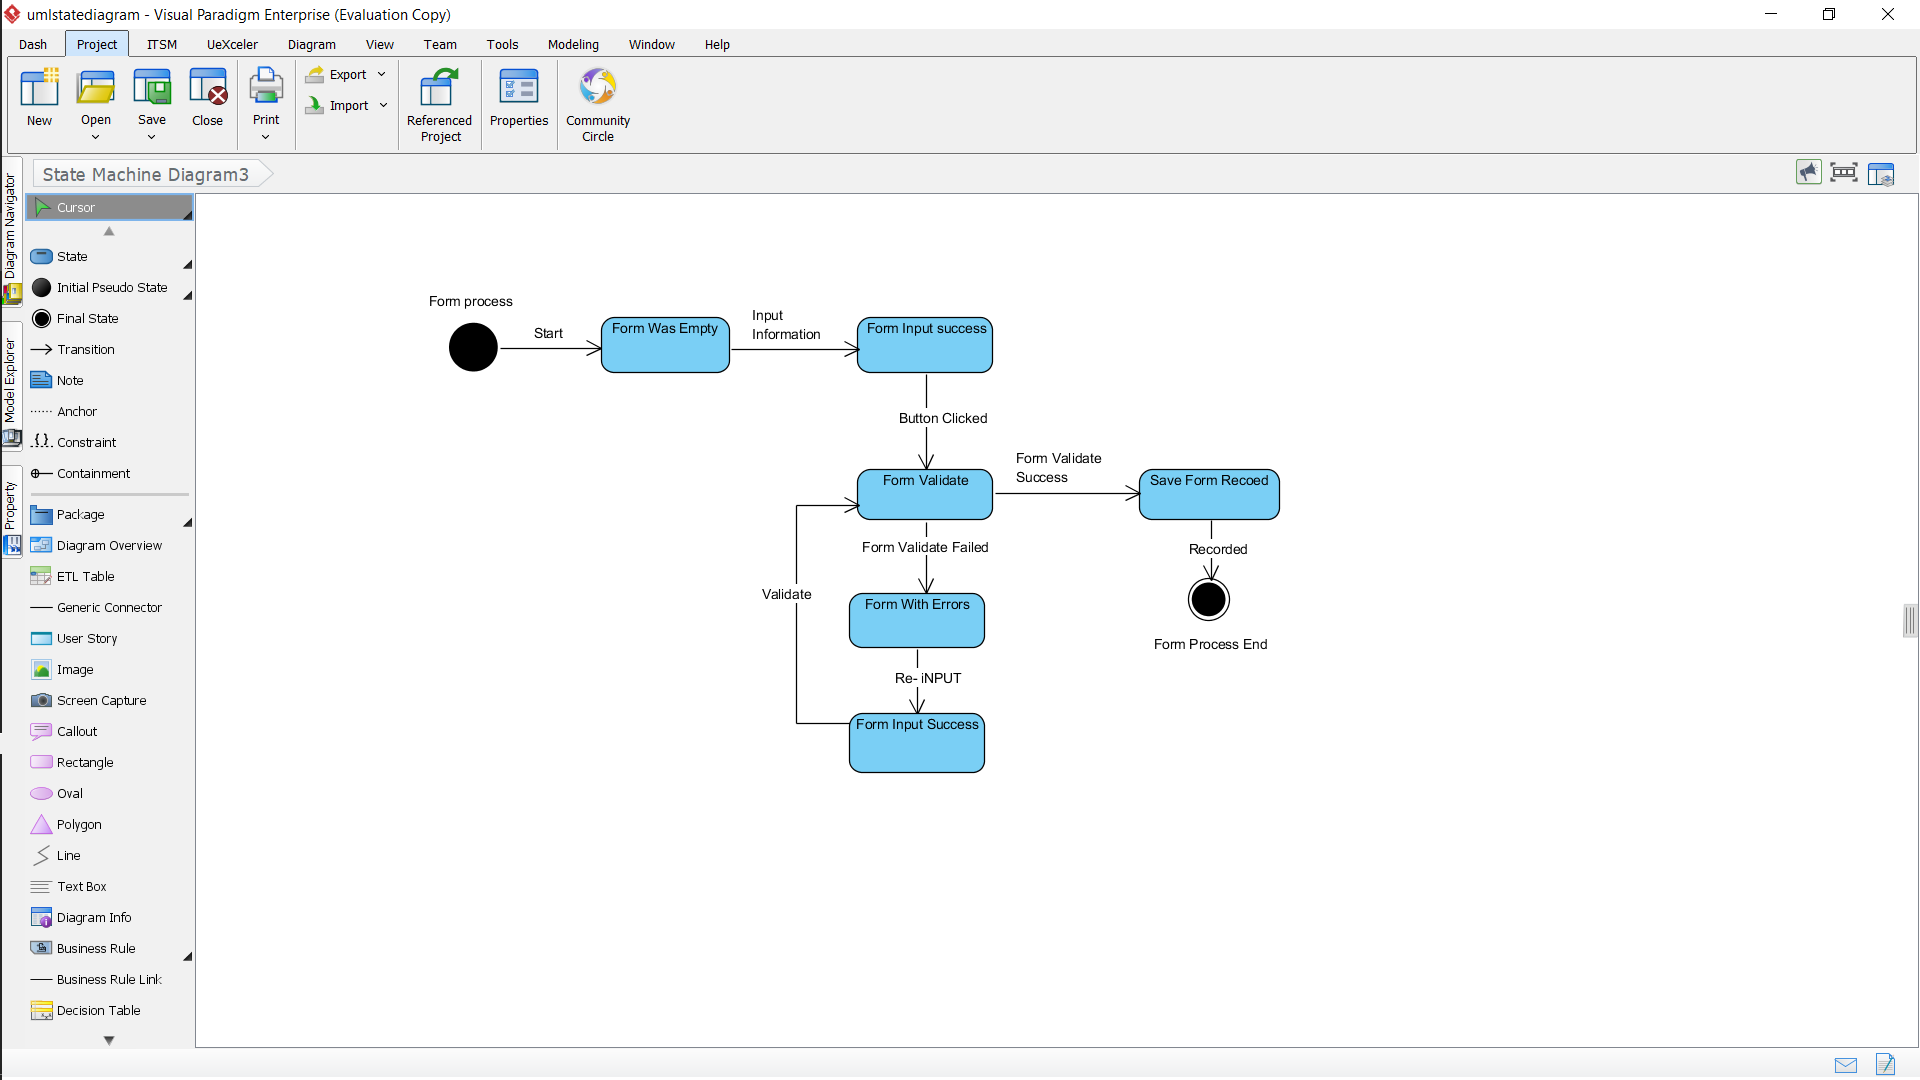 umlstatediagram - Visual Paradigm Enterprise (Evaluation Copy)
Dash Project ITSM UeXceler Diagram View Team Tools Modeling Window Help
New
Open
Save
Close
Print
Export
Import
Referenced
Project
Properties
Community
Circle
State Machine Diagram3
Diagram Navigator
Model Explorer
Property
Cursor
State
Initial Pseudo State
Final State
Transition
Note
Anchor
Constraint
Containment
Package
Diagram Overview
ETL Table
Generic Connector
User Story
Image
Screen Capture
Callout
Rectangle
Oval
Polygon
Line
Text Box
Diagram Info
Business Rule
Business Rule Link
Decision Table
Form process
Start
Form Was Empty
Input
Information
Form Input success
Button Clicked
Form Validate
Form Validate
Success
Save Form Recoed
Form Validate Failed
Recorded
Validate
Form With Errors
Form Process End
Re- iNPUT
Form Input Success